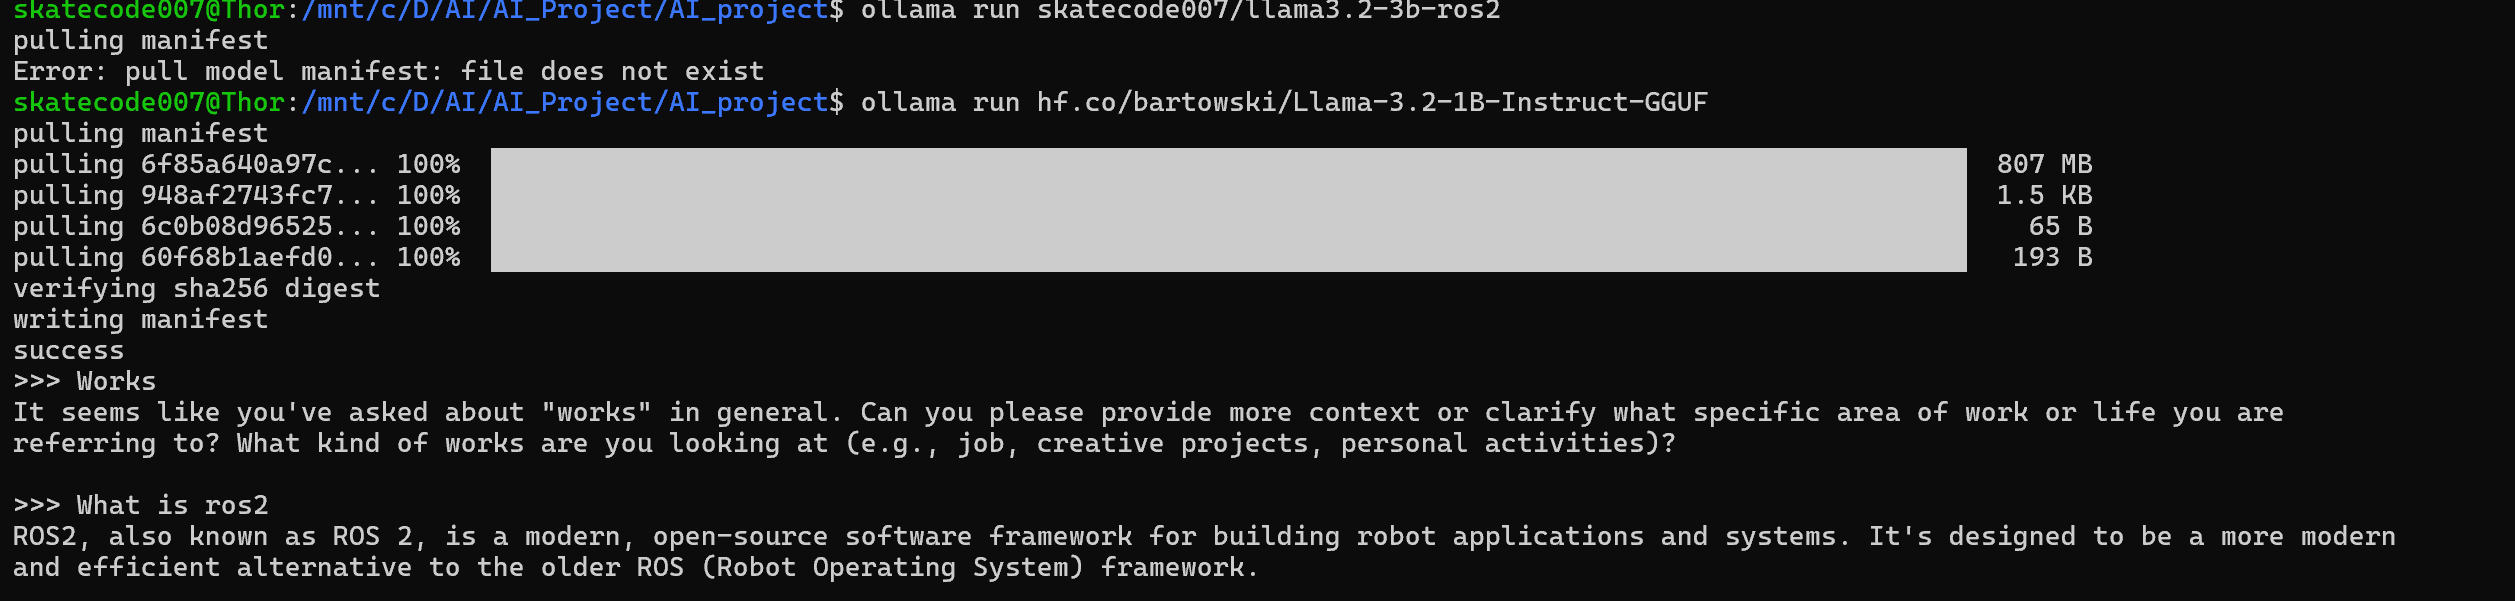 skatecode007@Thor:/mnt/c/D/AI/AI_Project/AI_project$ ollama run skatecode007/llama3.2-3b-ros2
pulling manifest
Error: pull model manifest: file does not exist
skatecode007@Thor:/mnt/c/D/AI/AI_Project/AI_project$ ollama run hf.co/bartowski/Llama-3.2-1B-Instruct-GGUF
pulling manifest
pulling 6f85a640a97c... 100% 807 MB
pulling 948af2743fc7... 100% 1.5 KB
pulling 6c0b08d96525... 100% 65 B
pulling 60f68b1aefd0... 100% 193 B
verifying sha256 digest
writing manifest
success
>>> Works
It seems like you've asked about "works" in general. Can you please provide more context or clarify what specific area of work or life you are
referring to? What kind of works are you looking at (e.g., job, creative projects, personal activities)?
>>> What is ros2
ROS2, also known as ROS 2, is a modern, open-source software framework for building robot applications and systems. It's designed to be a more modern
and efficient alternative to the older ROS (Robot Operating System) framework.